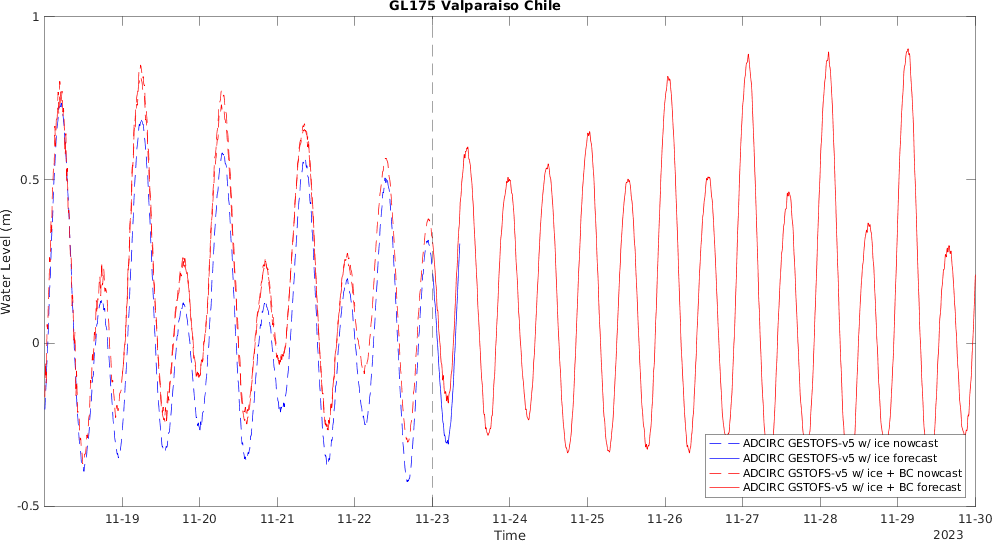 GL175 Valparaiso Chile
Water Level (m)
1
0.5
0
-0.5
11-19 11-20 11-21 11-22 11-23 11-24 11-25 11-26 11-27 11-28 11-29 11-30
Time
2023
ADCIRC GESTOFS-v5 w/ ice nowcast
ADCIRC GESTOFS-v5 w/ ice forecast
ADCIRC GSTOFS-v5 w/ ice + BC nowcast
ADCIRC GSTOFS-v5 w/ ice + BC forecast